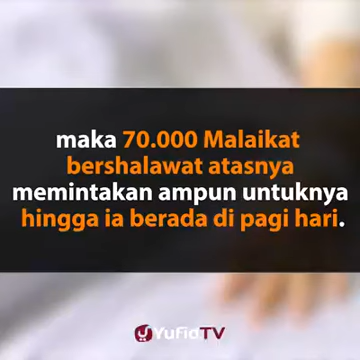 maka 70.000 Malaikat
bershalawat atasnya
memintakan ampun untuknya
hingga ia berada di pagi hari.
YufidTV